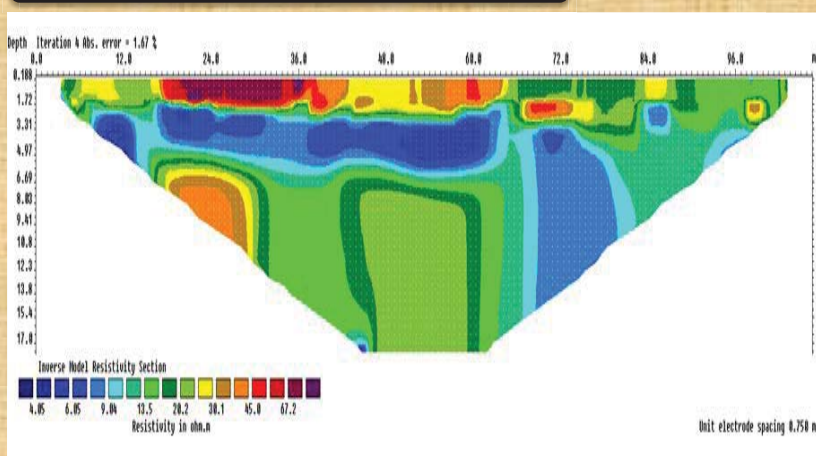 Depth Iteration 4 Abs. error = 1.67 %
0.0 12.0 24.0 36.0 48.0 60.0 72.0 84.0 96.0 m
0.188
1.72
3.31
4.97
6.69
8.03
9.41
10.8
12.3
13.8
15.4
17.0
Inverse Model Resistivity Section
4.05 6.05 9.04 13.5 20.2 30.1 45.0 67.2
Resistivity in ohm.m
Unit electrode spacing 0.750 m